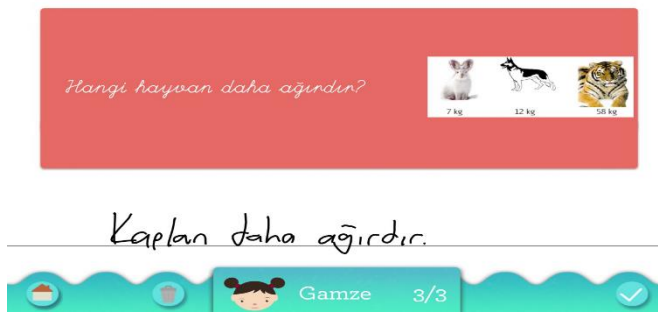 Hangi hayvan daha ağırdır?
7 kg 12 kg 58 kg
Kaplan daha ağırdır.
Gamze 3/3